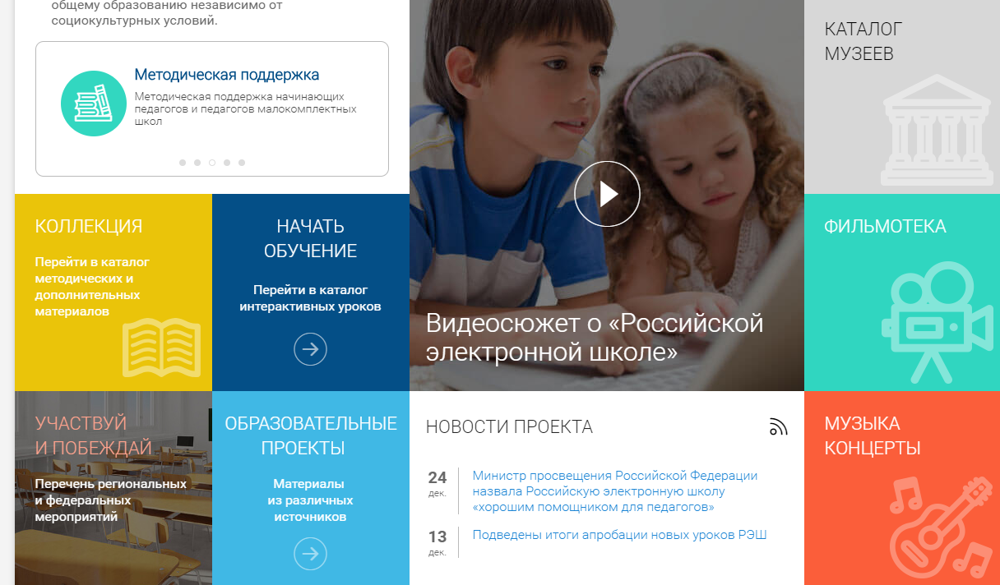 общему образованию независимо от
социокультурных условий.
Методическая поддержка
Методическая поддержка начинающих
педагогов и педагогов малокомплектных
школ
КОЛЛЕКЦИЯ
Перейти в каталог
методических и
дополнительных
материалов
НАЧАТЬ
ОБУЧЕНИЕ
Перейти в каталог
интерактивных уроков
УЧАСТВУЙ
И ПОБЕЖДАЙ
Перечень региональных
и федеральных
мероприятий
ОБРАЗОВАТЕЛЬНЫЕ
ПРОЕКТЫ
Материалы
из различных
источников
Видеосюжет о «Российской
электронной школе»
НОВОСТИ ПРОЕКТА
24
дек.
Министр просвещения Российской Федерации
назвала Российскую электронную школу
«хорошим помощником для педагогов»
13
дек.
Подведены итоги апробации новых уроков РЭШ
КАТАЛОГ
МУЗЕЕВ
ФИЛЬМОТЕКА
МУЗЫКА
КОНЦЕРТЫ